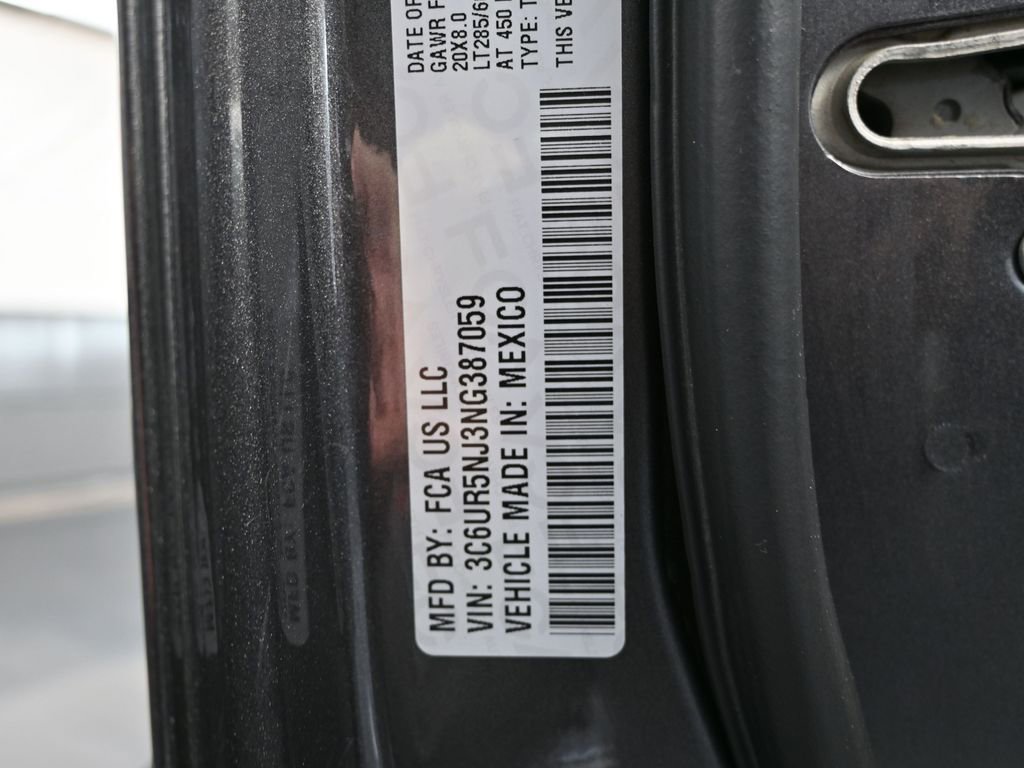 MFD BY: FCA US LLC
VIN: 3C6UR5NJ3NG387059
VEHICLE MADE IN: MEXICO
DATE OF
GAWR F
20X8.0
LT285/6
AT 450
TYPE: T
THIS VE